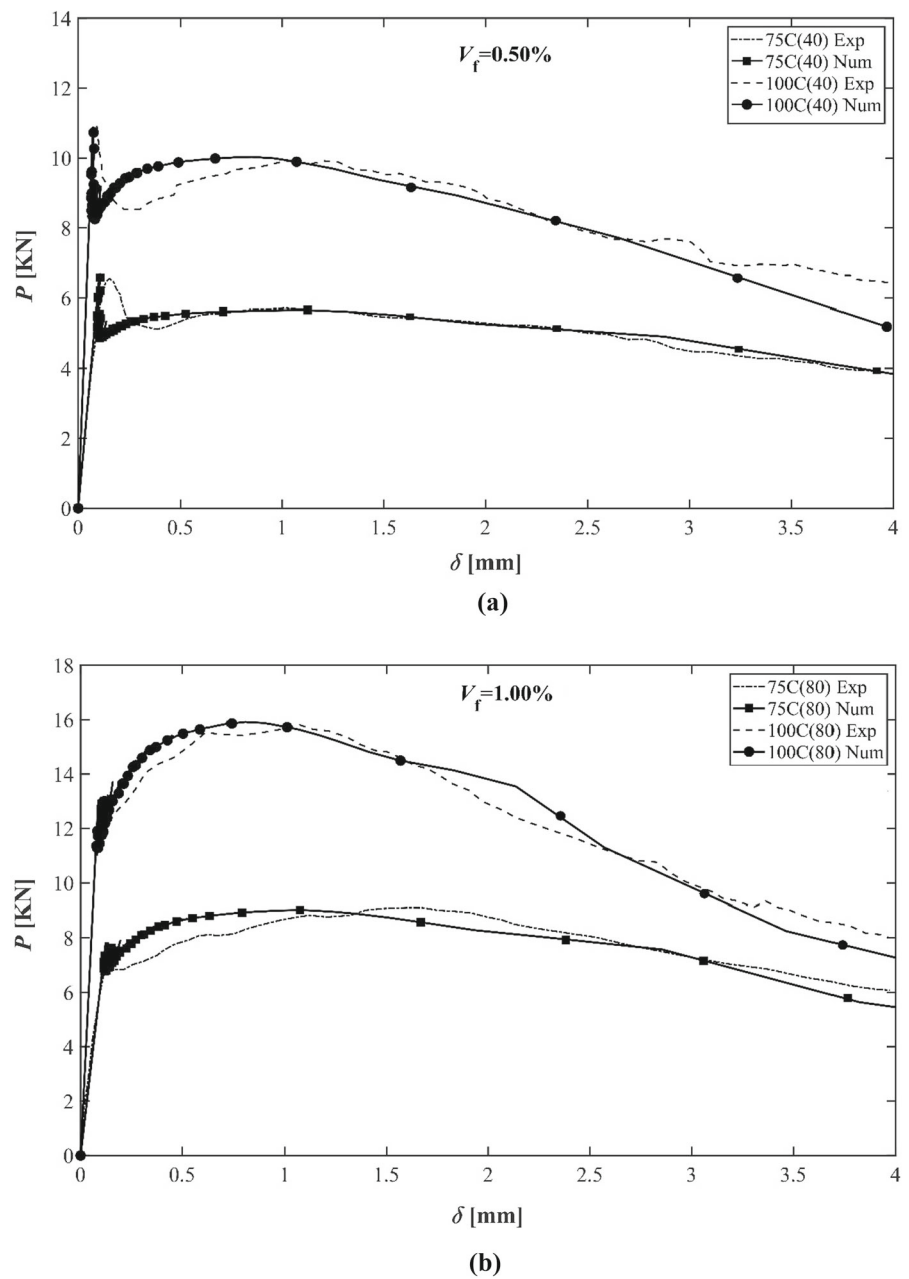 14
12
10
8
6
4
2
0
P [KN]
V_f=0.50%
75C(40) Exp
75C(40) Num
100C(40) Exp
100C(40) Num
0 0.5 1 1.5 2 2.5 3 3.5 4
δ [mm]
(a)
18
16
14
12
10
8
6
4
2
0
P [KN]
V_f=1.00%
75C(80) Exp
75C(80) Num
100C(80) Exp
100C(80) Num
0 0.5 1 1.5 2 2.5 3 3.5 4
δ [mm]
(b)